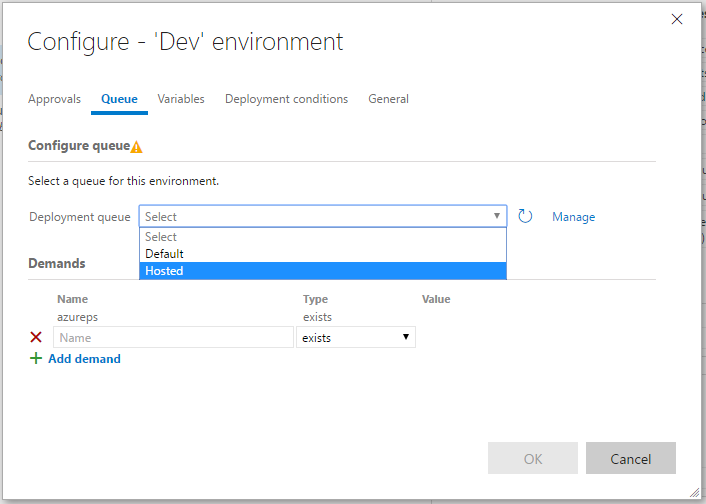 Configure - 'Dev' environment
Approvals Queue Variables Deployment conditions General
Configure queue
Select a queue for this environment.
Deployment queue Select Manage
Select
Default
Hosted
Demands
Name Type Value
azureps exists
Name exists
Add demand
OK Cancel